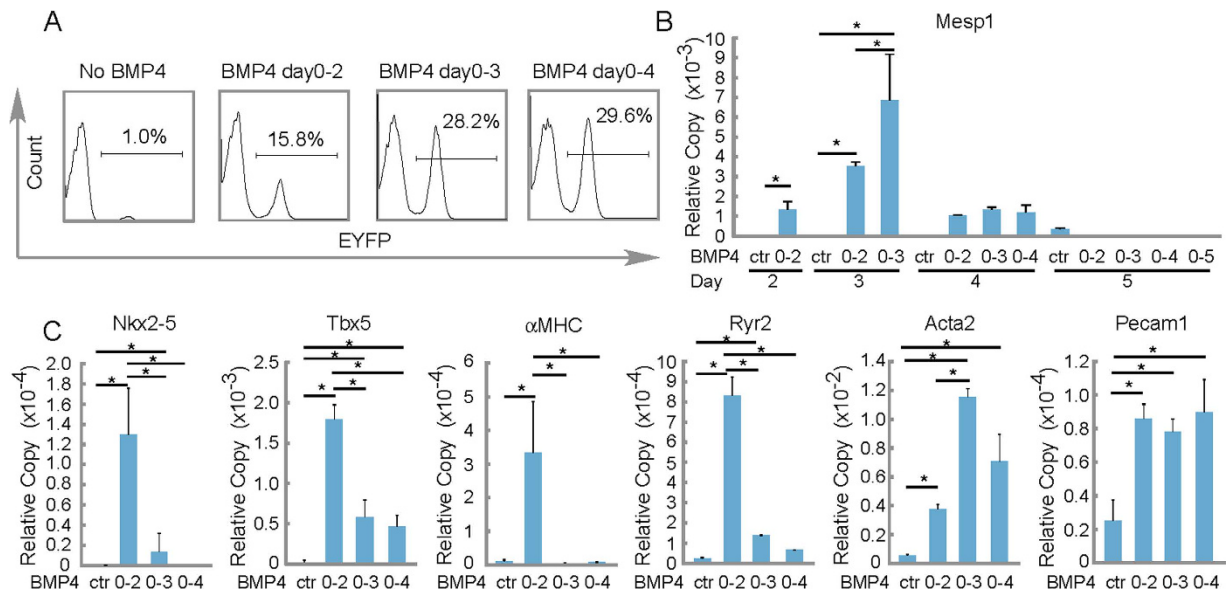 A
No BMP4
BMP4 day0-2
BMP4 day0-3
BMP4 day0-4
1.0%
15.8%
28.2%
29.6%
Count
EYFP
B
Mesp1
Relative Copy (x10⁻³)
10
9
8
7
6
5
4
3
2
1
0
* * * * *
BMP4 ctr 0-2 ctr 0-2 0-3 ctr 0-2 0-3 0-4 ctr 0-2 0-3 0-4 0-5
Day 2 3 4 5
C
Nkx2-5
Relative Copy (x10⁻⁴)
2.0
1.8
1.6
1.4
1.2
1.0
0.8
0.6
0.4
0.2
0
* * * *
BMP4 ctr 0-2 0-3 0-4
Tbx5
Relative Copy (x10⁻³)
2.5
2.0
1.5
1.0
0.5
0
* * * * *
ctr 0-2 0-3 0-4
αMHC
Relative Copy (x10⁻⁴)
6
5
4
3
2
1
0
* * *
BMP4 ctr 0-2 0-3 0-4
Ryr2
Relative Copy (x10⁻⁴)
10
8
6
4
2
0
* * * *
BMP4 ctr 0-2 0-3 0-4
Acta2
Relative Copy (x10⁻²)
1.4
1.2
1.0
0.8
0.6
0.4
0.2
0
* * * *
BMP4 ctr 0-2 0-3 0-4
Pecam1
Relative Copy (x10⁻⁴)
1.2
1.0
0.8
0.6
0.4
0.2
0
* * *
BMP4 ctr 0-2 0-3 0-4